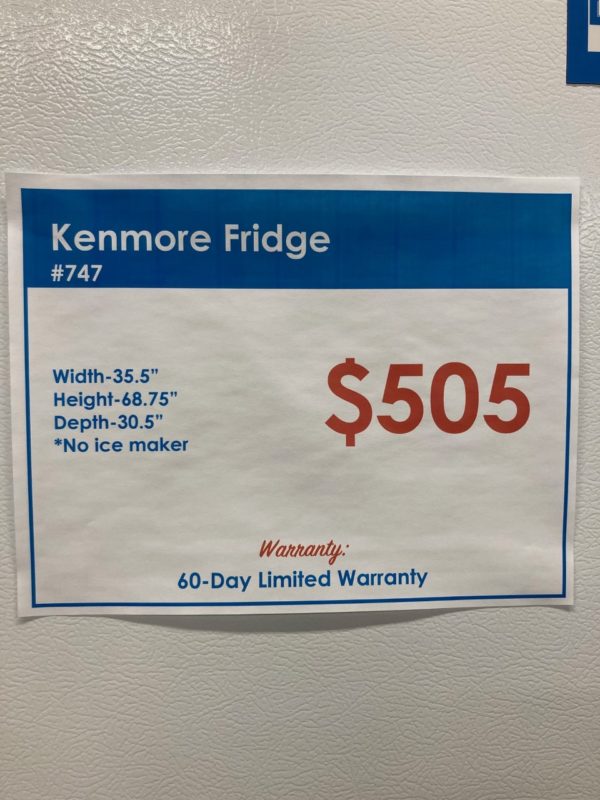 Kenmore Fridge
#747
Width-35.5”
Height-68.75”
Depth-30.5”
*No ice maker
$505
Warranty:
60-Day Limited Warranty